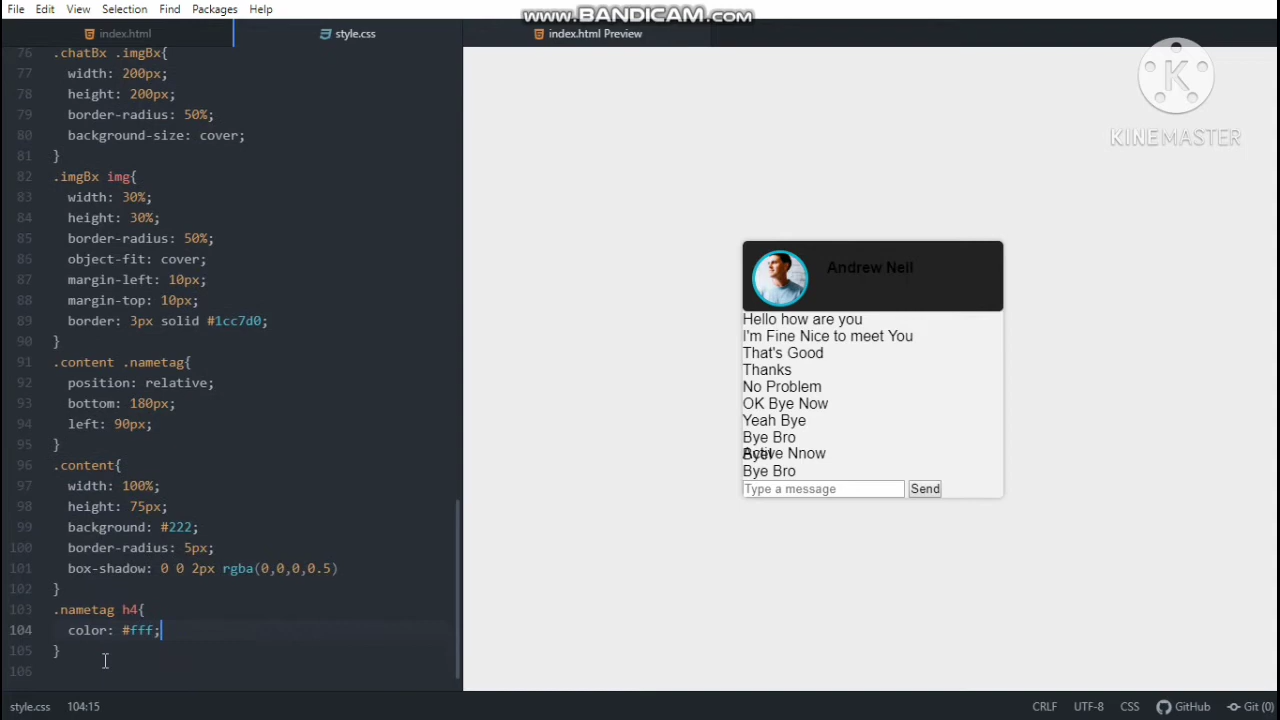 File Edit View Selection Find Packages Help
www.BANDICAM.com
index.html
style.css
index.html Preview
76 .chatBx .imgBx{
77 width: 200px;
78 height: 200px;
79 border-radius: 50%;
80 background-size: cover;
81 }
82 .imgBx img{
83 width: 30%;
84 height: 30%;
85 border-radius: 50%;
86 object-fit: cover;
87 margin-left: 10px;
88 margin-top: 10px;
89 border: 3px solid #1cc7d0;
90 }
91 .content .nametag{
92 position: relative;
93 bottom: 180px;
94 left: 90px;
95 }
96 .content{
97 width: 100%;
98 height: 75px;
99 background: #222;
100 border-radius: 5px;
101 box-shadow: 0 0 2px rgba(0,0,0,0.5)
102 }
103 .nametag h4{
104 color: #fff;
105 }
106
K
KINEMASTER
Andrew Neil
Hello how are you
I'm Fine Nice to meet You
That's Good
Thanks
No Problem
OK Bye Now
Yeah Bye
Bye Bro
Active Nnow
Bye Bro
Type a message Send
style.css 104:15 CRLF UTF-8 CSS GitHub Git (0)